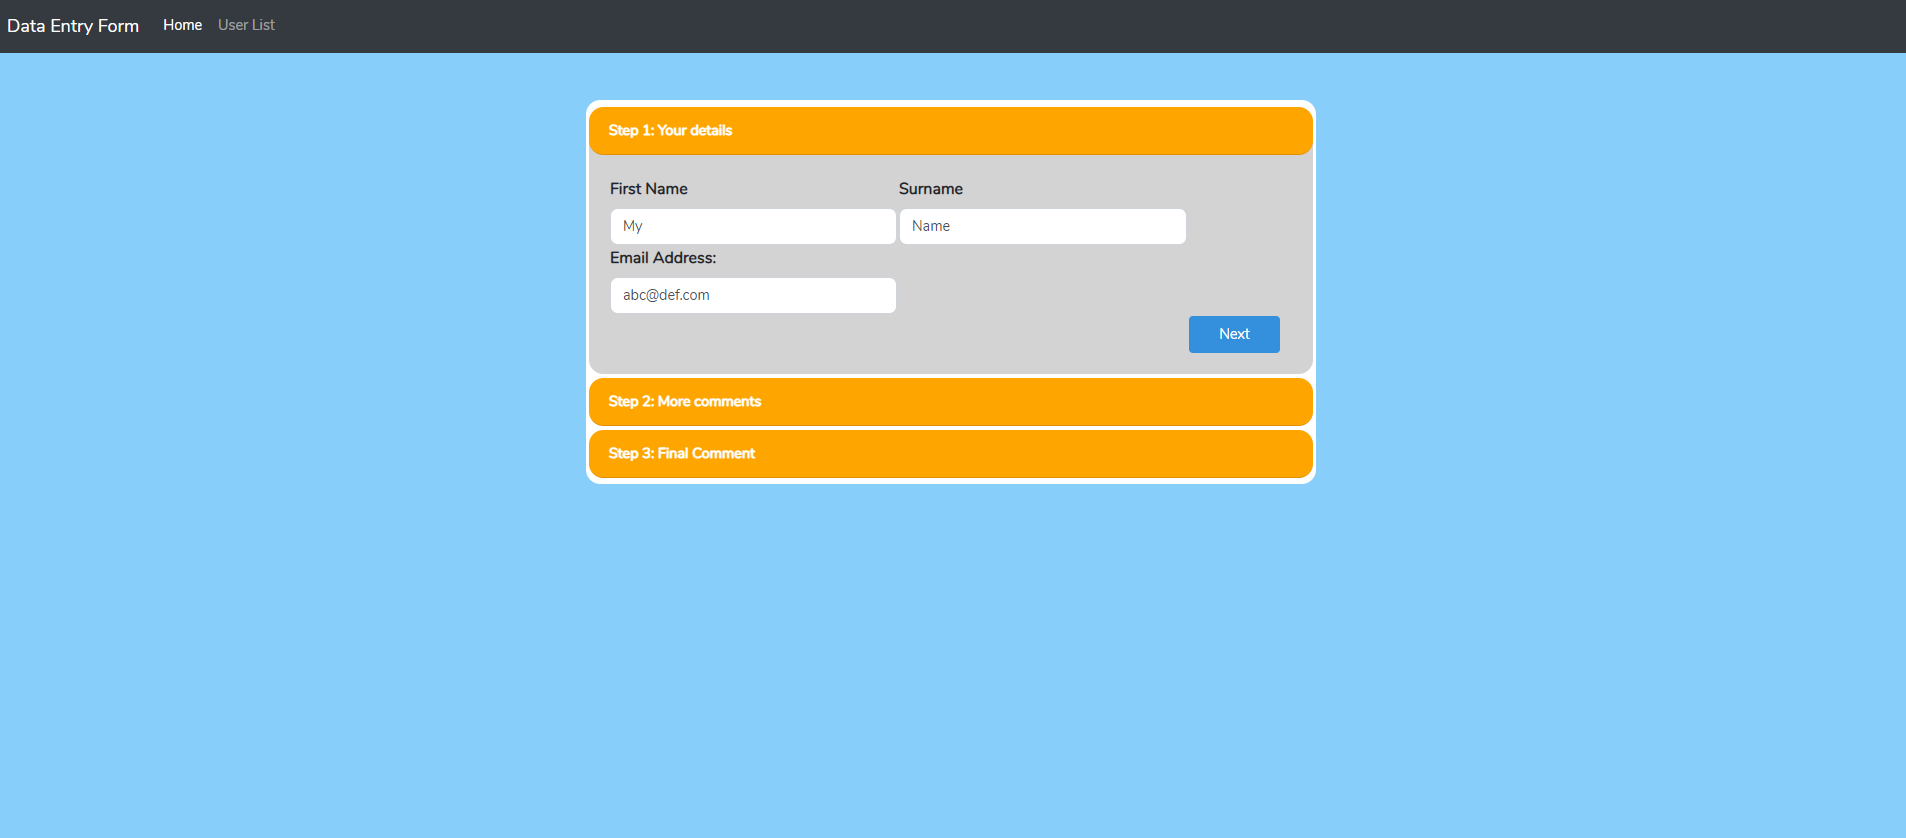 Data Entry Form Home User List
Step 1: Your details
First Name Surname
My Name
Email Address:
abc@def.com
Next
Step 2: More comments
Step 3: Final Comment